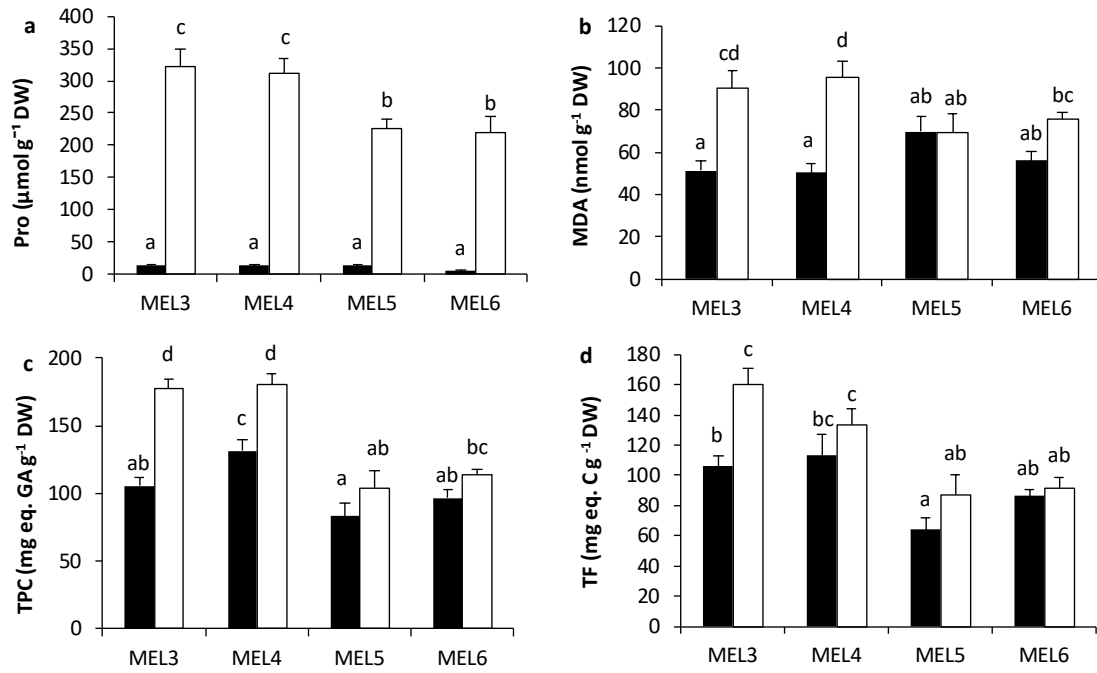 a
Pro (µmol g⁻¹ DW)
400
350
300
250
200
150
100
50
0
c
c
b
b
a
a
a
a
MEL3 MEL4 MEL5 MEL6
b
MDA (nmol g⁻¹ DW)
120
100
80
60
40
20
0
cd
d
ab ab
bc
a
a
ab
MEL3 MEL4 MEL5 MEL6
c
TPC (mg eq. GA g⁻¹ DW)
200
150
100
50
0
d
d
c
ab
a
ab
ab
bc
MEL3 MEL4 MEL5 MEL6
d
TF (mg eq. C g⁻¹ DW)
180
160
140
120
100
80
60
40
20
0
c
b
bc
c
a
ab
ab
ab
MEL3 MEL4 MEL5 MEL6